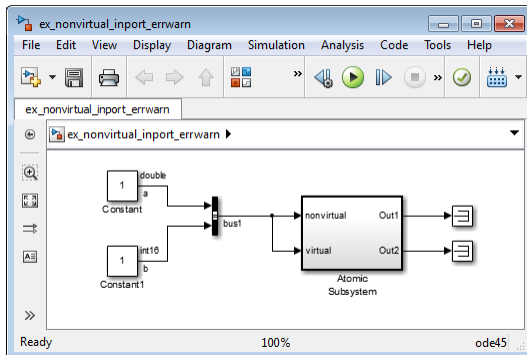 ex_nonvirtual_inport_errwarn
File Edit View Display Diagram Simulation Analysis Code Tools Help
»
»
ex_nonvirtual_inport_errwarn
ex_nonvirtual_inport_errwarn
1
double
a
Constant
bus1
1
int16
b
Constant1
nonvirtual
Out1
virtual
Out2
Atomic
Subsystem
»
Ready
100%
ode45